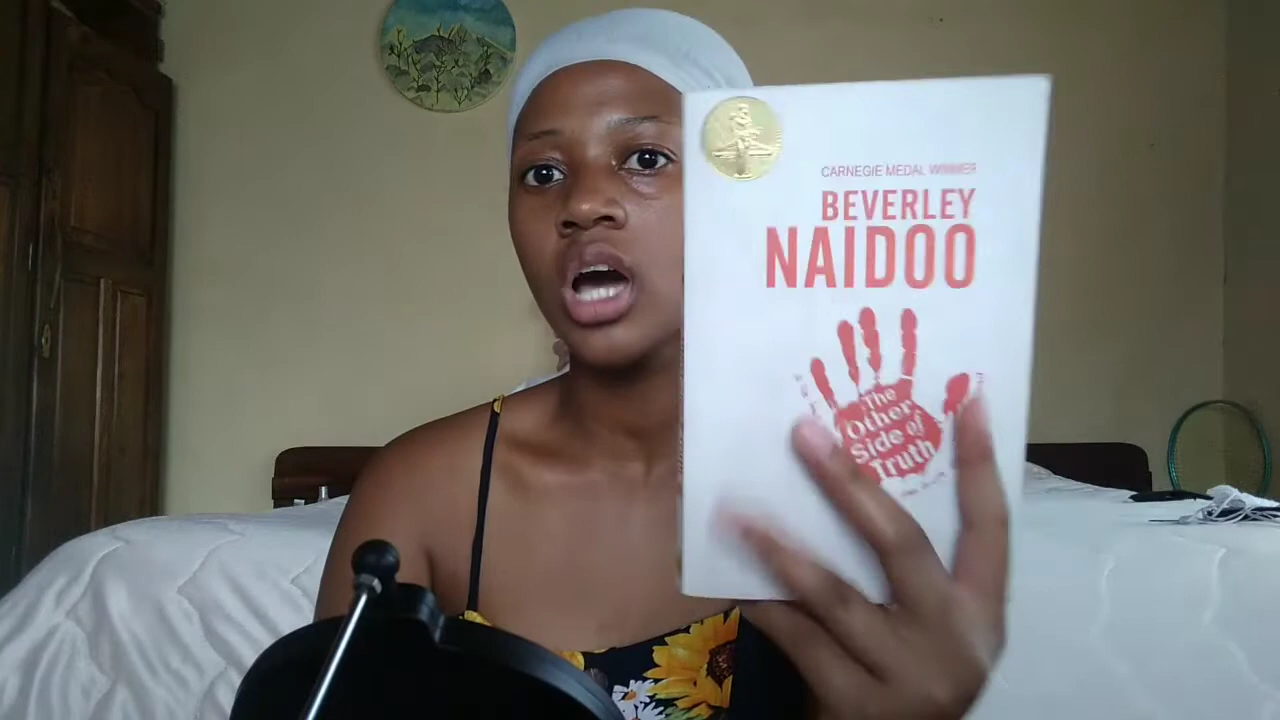 CARNEGIE MEDAL WINNER
BEVERLEY
NAIDOO
The
Other
Side of
Truth